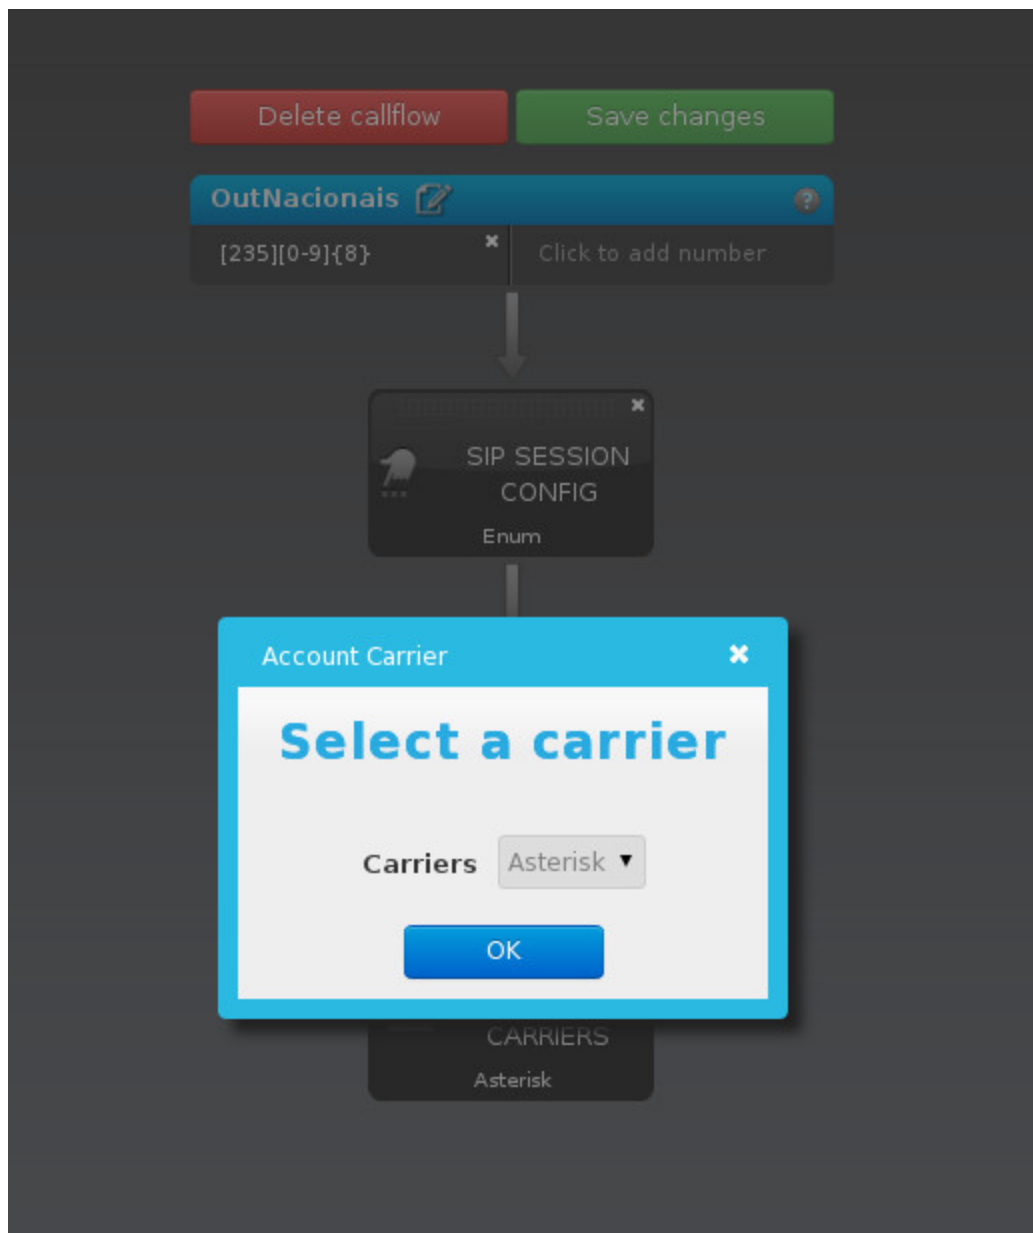 Delete callflow
Save changes
OutNacionais
?
[235][0-9]{8}
Click to add number
SIP SESSION
CONFIG
Enum
Account Carrier
Select a carrier
Carriers
Asterisk
OK
CARRIERS
Asterisk